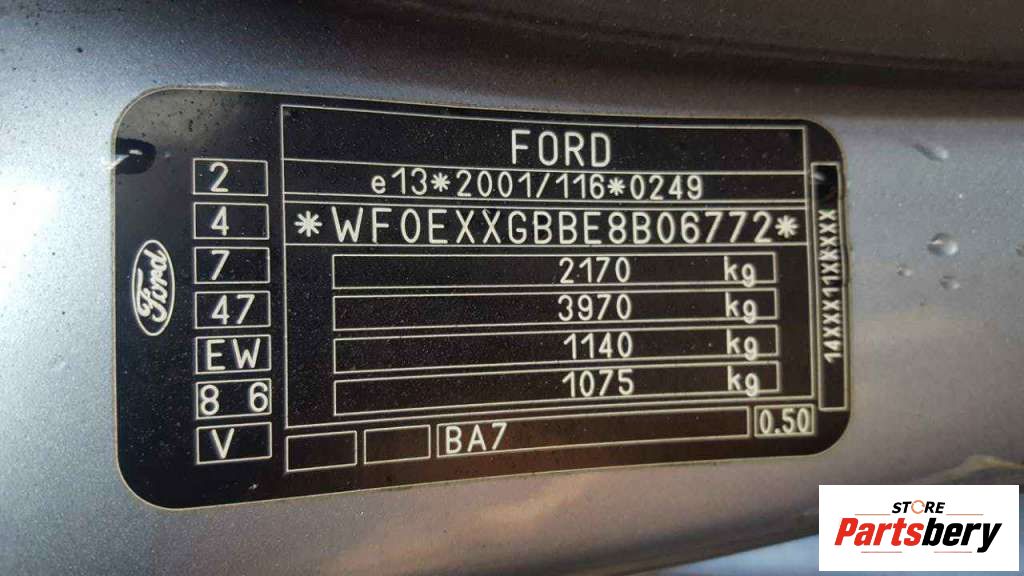 FORD
e13*2001/116*0249
*WF0EXXGBBE8B06772*
2170 kg
3970 kg
1140 kg
1075 kg
BA7
0.50
2
4
7
47
EW
8 6
V
Ford
14XXX11XXXXX
STORE
Partsbery